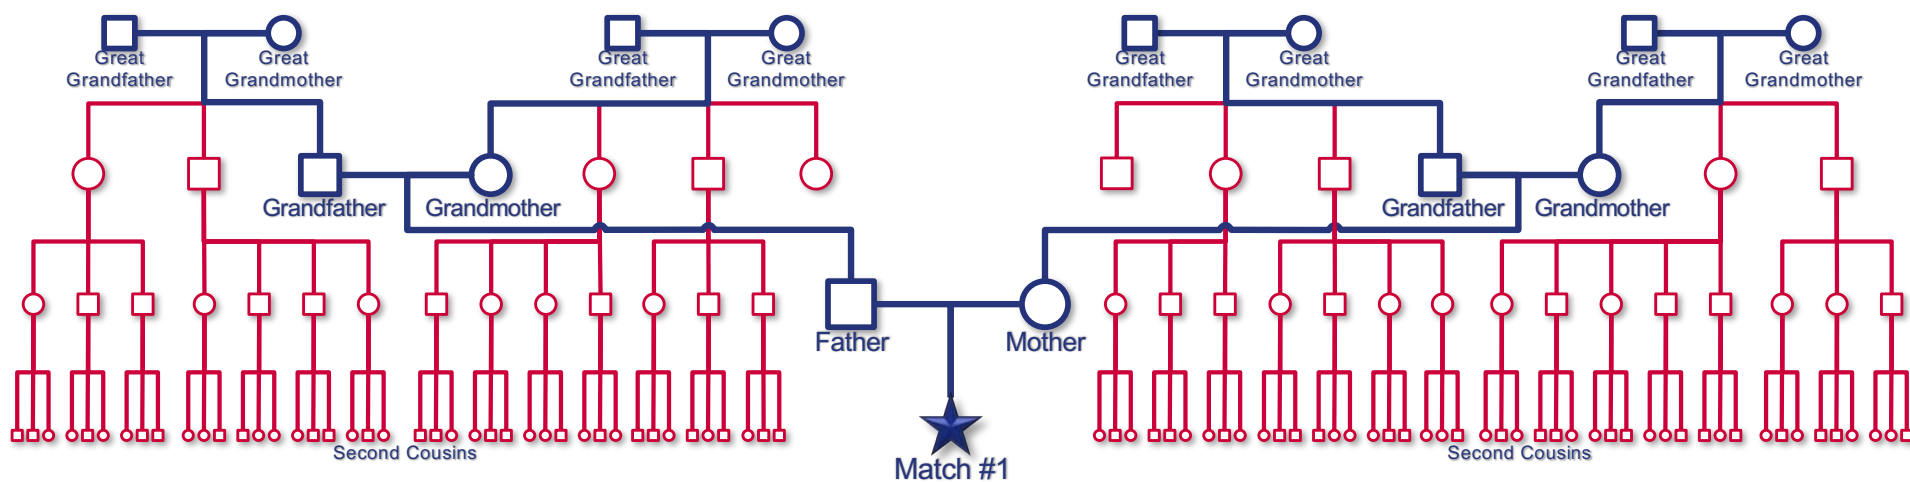 Great
Grandfather
Great
Grandmother
Great
Grandfather
Great
Grandmother
Great
Grandfather
Great
Grandmother
Great
Grandfather
Great
Grandmother
Grandfather
Grandmother
Grandfather
Grandmother
Father
Mother
Second Cousins
Second Cousins
Match #1